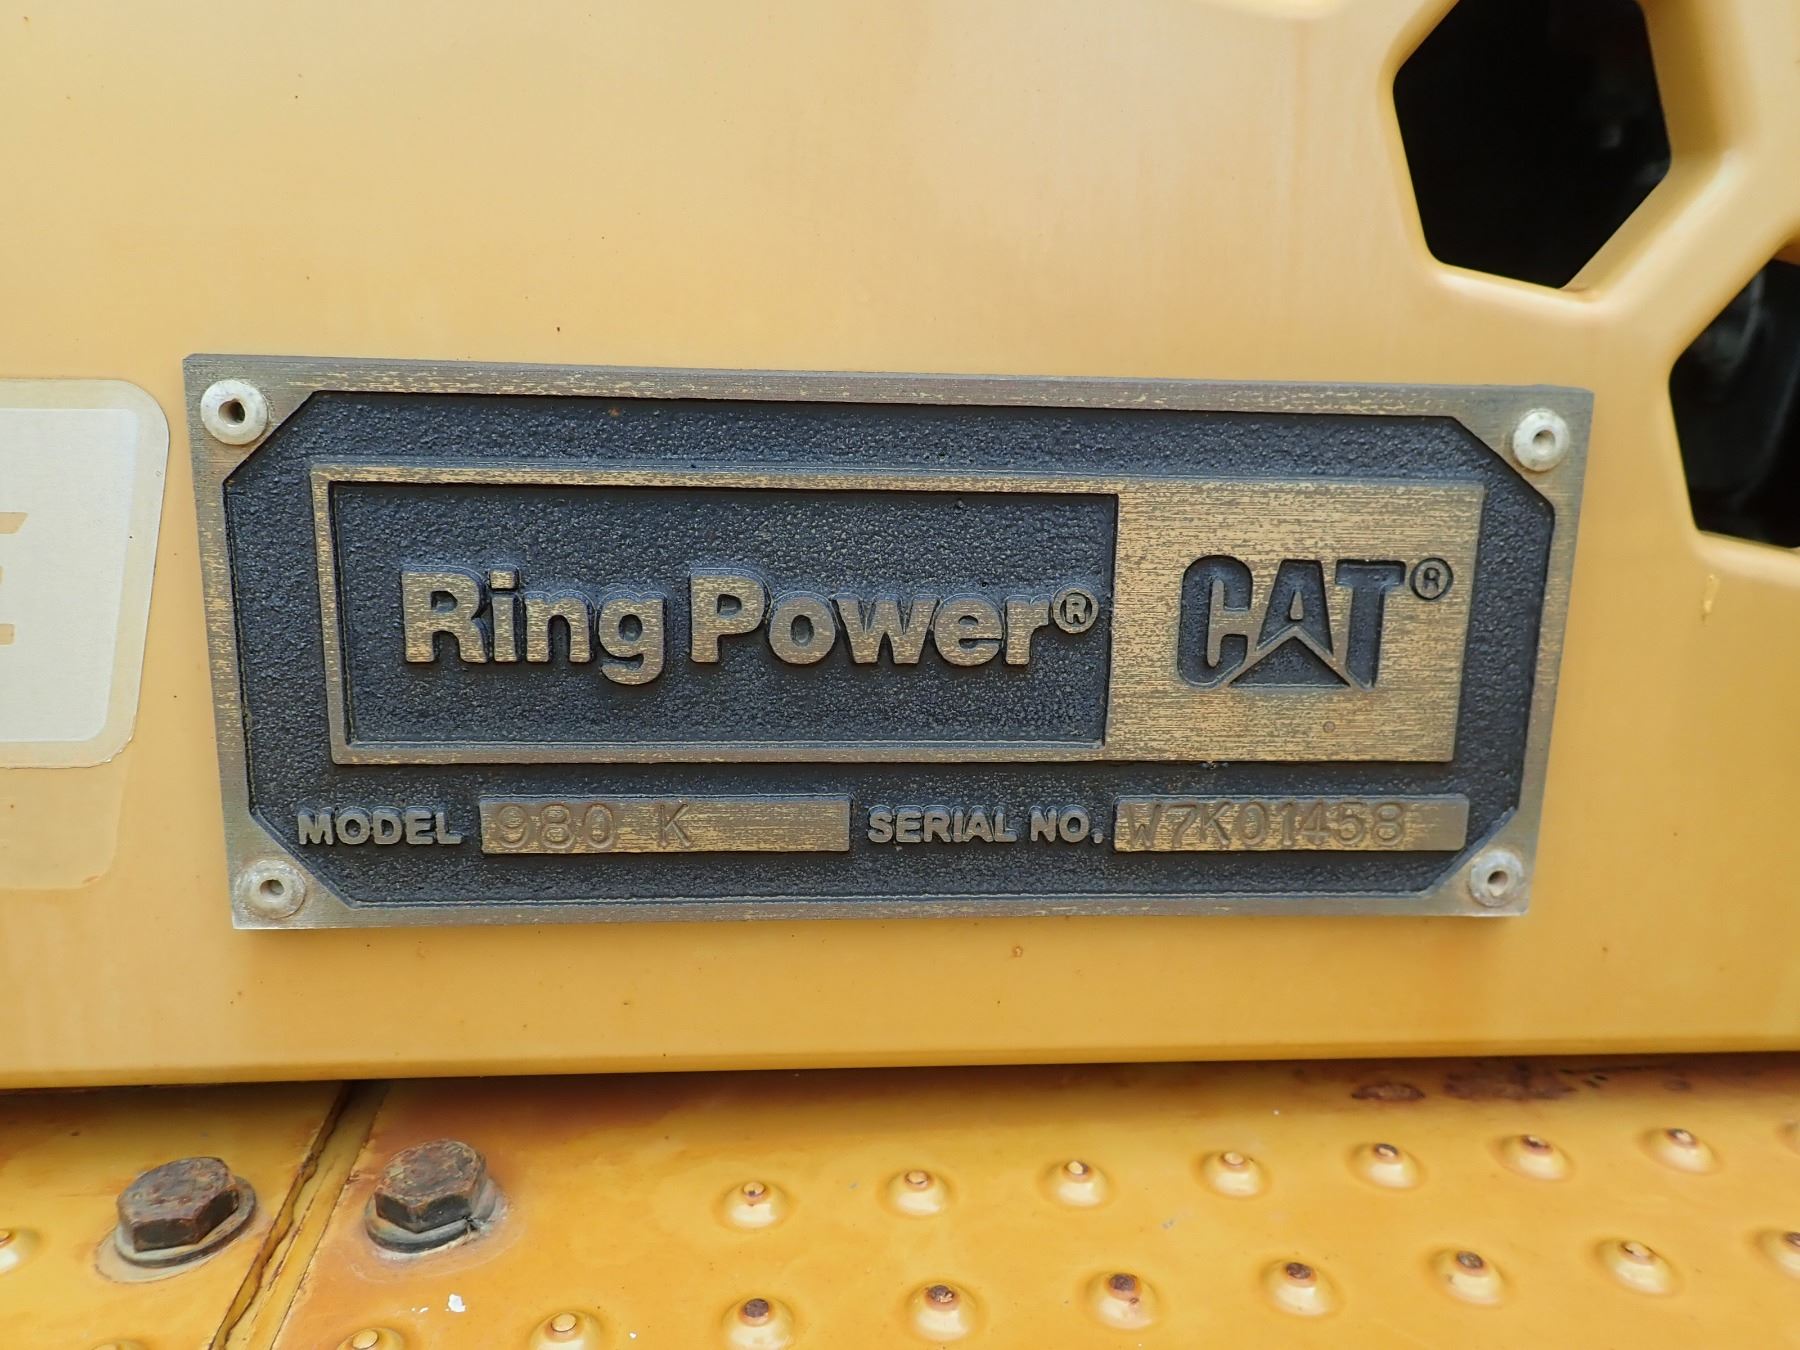 Ring Power® CAT®
MODEL 980 K SERIAL NO. W7K01458